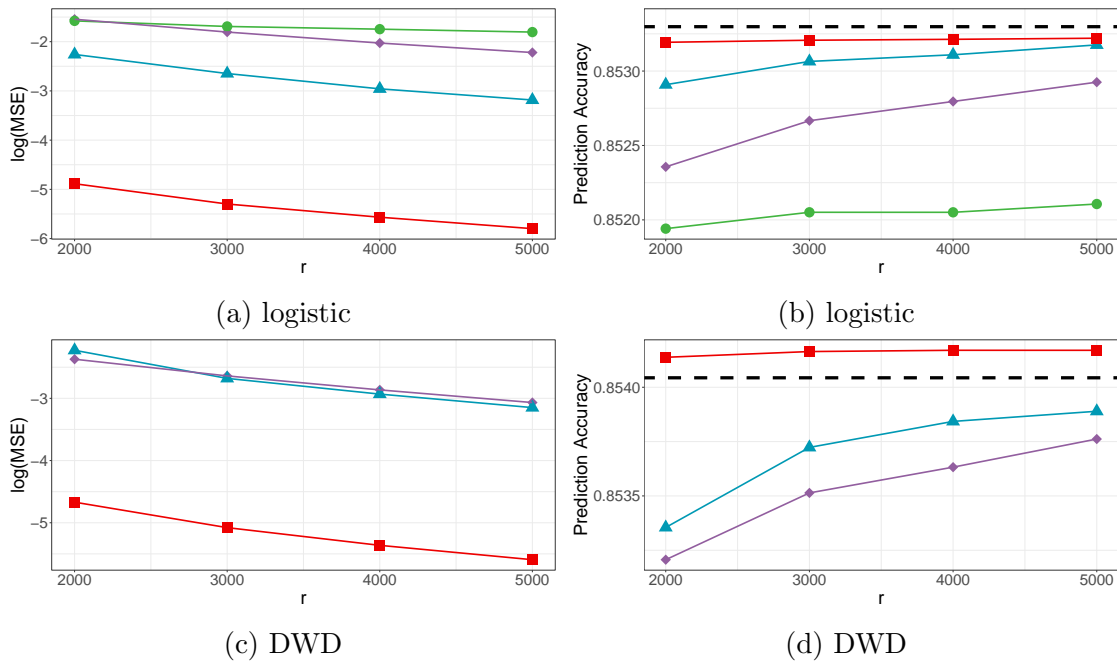 log(MSE)
−2
−3
−4
−5
−6
2000 3000 4000 5000
r
(a) logistic
Prediction Accuracy
0.8530
0.8525
0.8520
2000 3000 4000 5000
r
(b) logistic
log(MSE)
−3
−4
−5
2000 3000 4000 5000
r
(c) DWD
Prediction Accuracy
0.8540
0.8535
2000 3000 4000 5000
r
(d) DWD